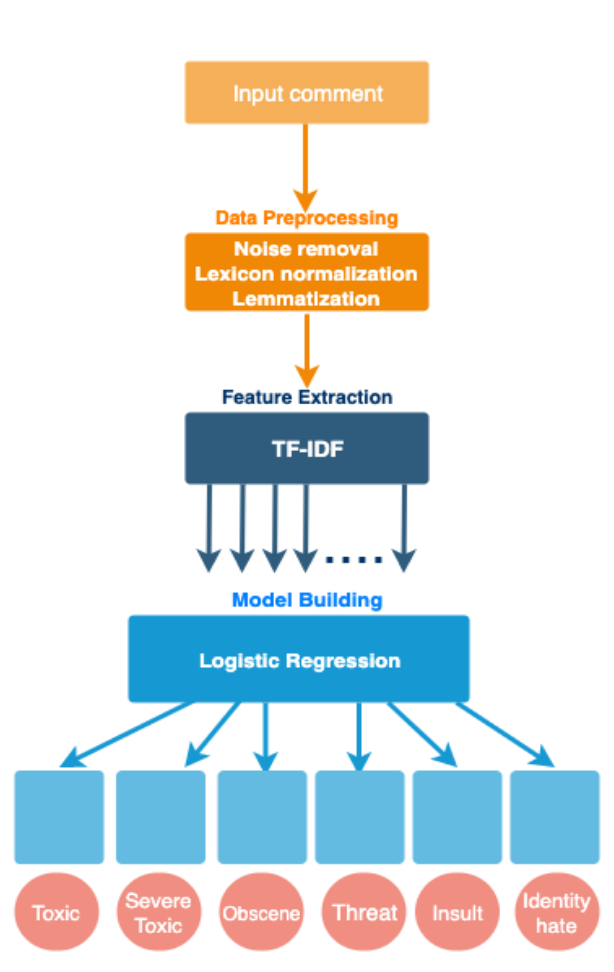 Input comment
Data Preprocessing
Noise removal
Lexicon normalization
Lemmatization
Feature Extraction
TF-IDF
....
Model Building
Logistic Regression
Toxic
Severe
Toxic
Obscene
Threat
Insult
Identity
hate